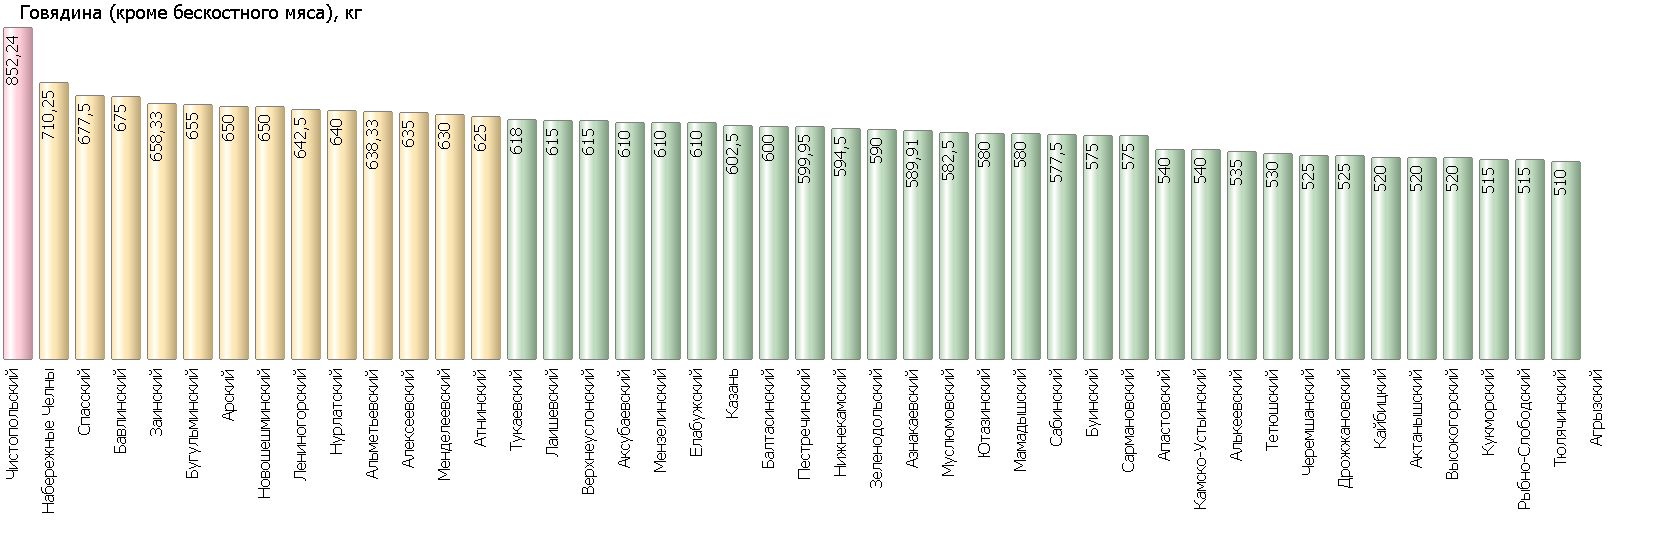 Говядина (кроме бескостного мяса), кг
852,24
710,25
677,5
675
658,33
655
650
650
642,5
640
638,33
635
630
625
618
615
615
610
610
610
602,5
600
599,95
594,5
590
589,91
582,5
580
580
577,5
575
575
540
540
535
530
525
525
520
520
520
515
515
510
Чистопольский
Набережные Челны
Спасский
Бавлинский
Заинский
Бугульминский
Арский
Новошешминский
Лениногорский
Нурлатский
Альметьевский
Алексеевский
Менделеевский
Атнинский
Тукаевский
Лаишевский
Верхнеуслонский
Аксубаевский
Мензелинский
Елабужский
Казань
Балтасинский
Пестречинский
Нижнекамский
Зеленодольский
Азнакаевский
Муслюмовский
Ютазинский
Мамадышский
Сабинский
Буинский
Сармановский
Апастовский
Камско-Устьинский
Алькеевский
Тетюшский
Черемшанский
Дрожжановский
Кайбицкий
Актанышский
Высокогорский
Кукморский
Рыбно-Слободский
Тюлячинский
Агрызский